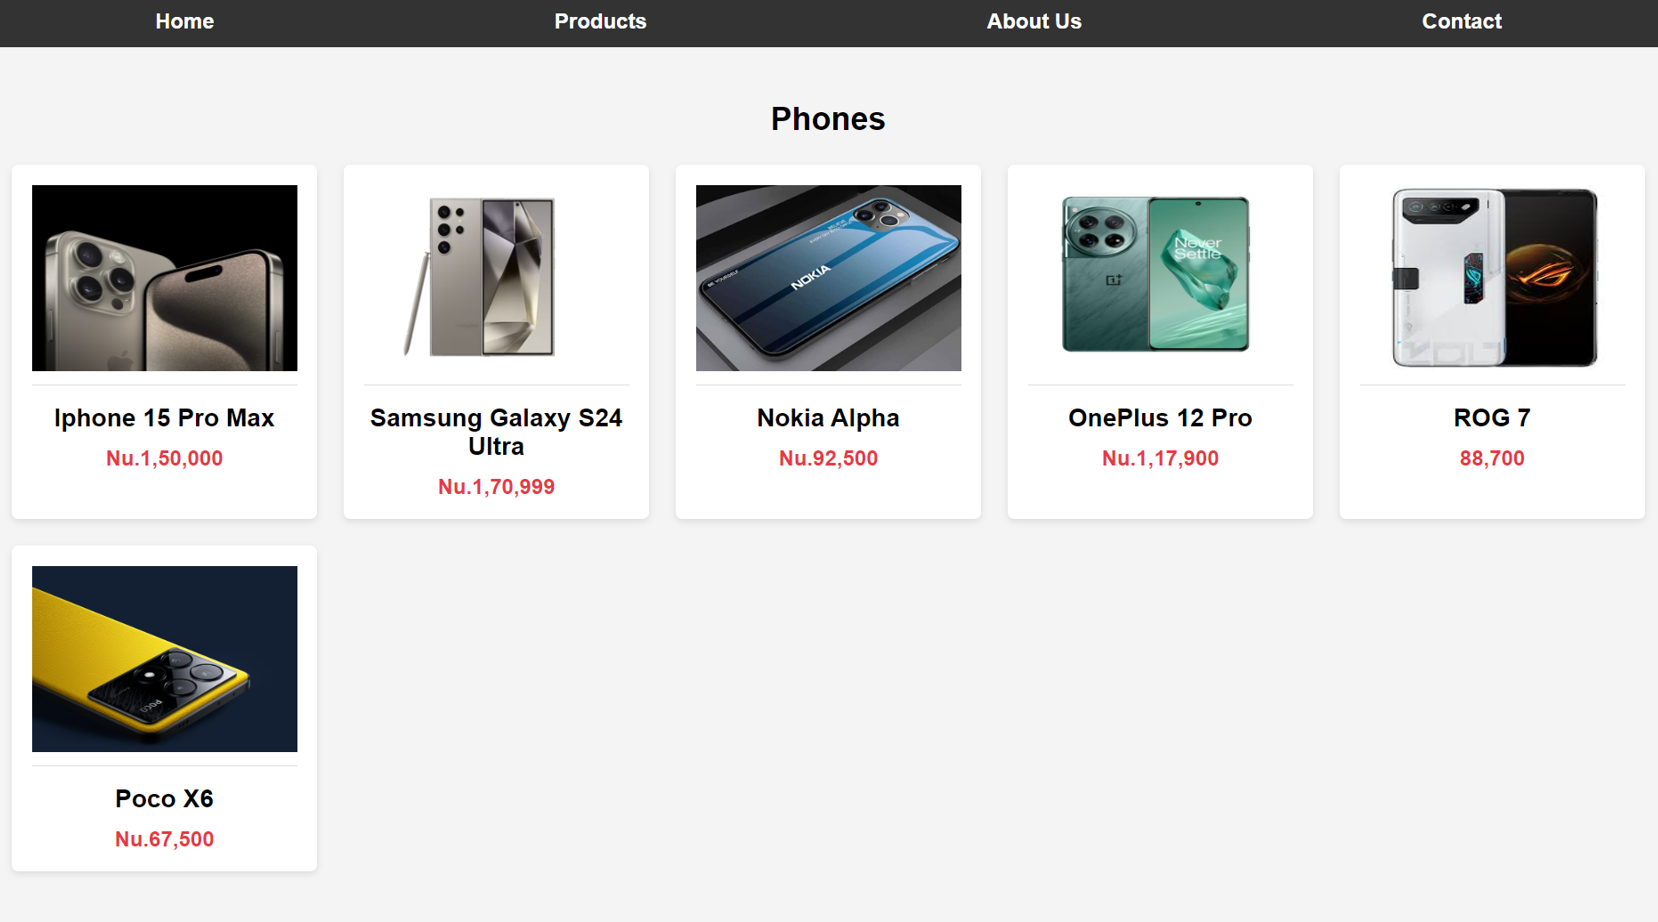 Home Products About Us Contact
Phones
NOKIA
BE YOURSELF
Never
Settle
POCO
Iphone 15 Pro Max
Nu.1,50,000
Samsung Galaxy S24
Ultra
Nu.1,70,999
Nokia Alpha
Nu.92,500
OnePlus 12 Pro
Nu.1,17,900
ROG 7
88,700
Poco X6
Nu.67,500